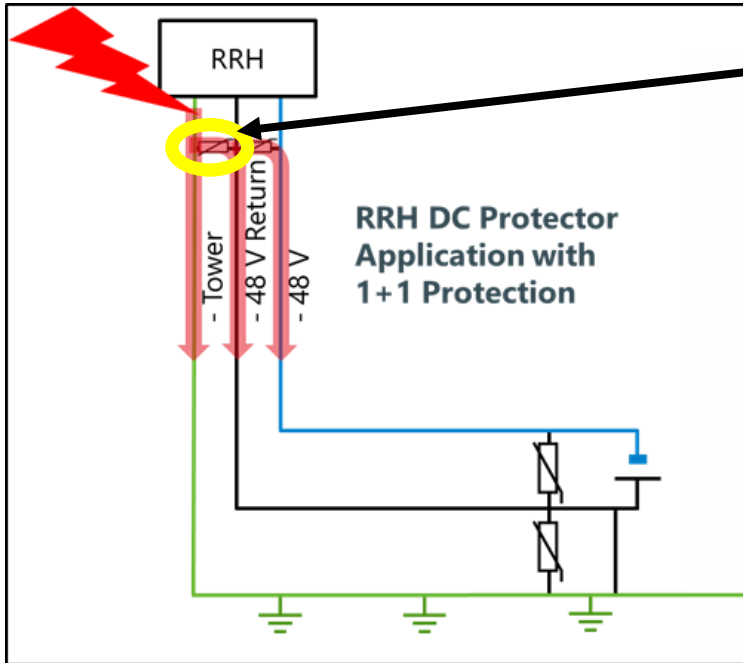 RRH
- Tower
- 48 V Return
- 48 V
RRH DC Protector
Application with
1+1 Protection